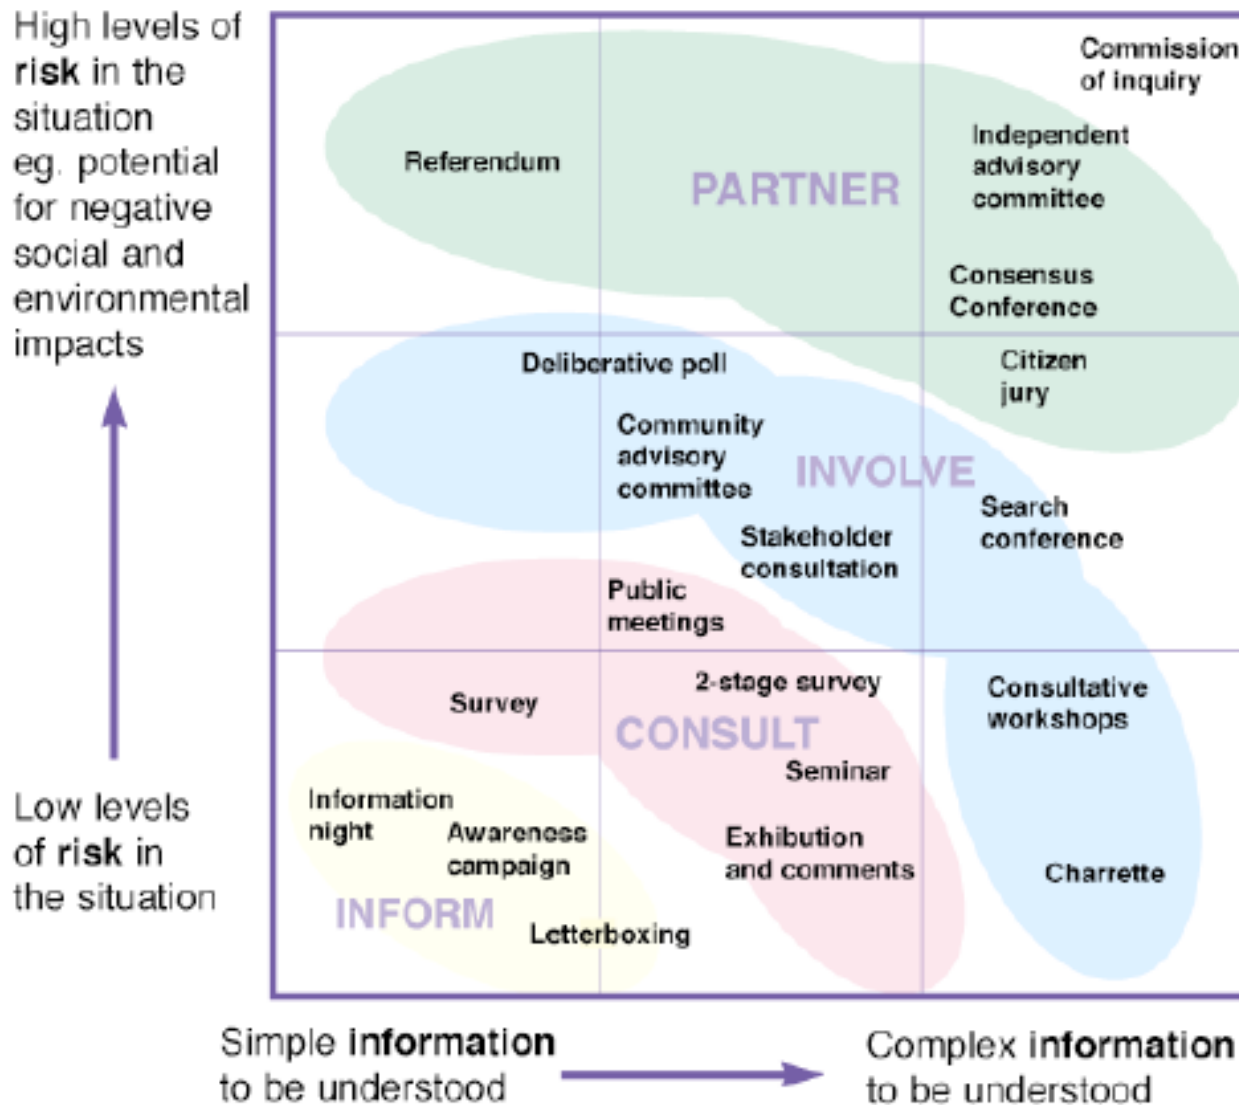 High levels of
risk in the
situation
eg. potential
for negative
social and
environmental
impacts
Low levels
of risk in
the situation
Commission
of inquiry
Referendum
PARTNER
Independent
advisory
committee
Consensus
Conference
Citizen
jury
Deliberative poll
Community
advisory
committee
INVOLVE
Search
conference
Stakeholder
consultation
Public
meetings
Survey
2-stage survey
CONSULT
Seminar
Consultative
workshops
Information
night
Awareness
campaign
Exhibution
and comments
Charrette
INFORM
Letterboxing
Simple information
to be understood
Complex information
to be understood